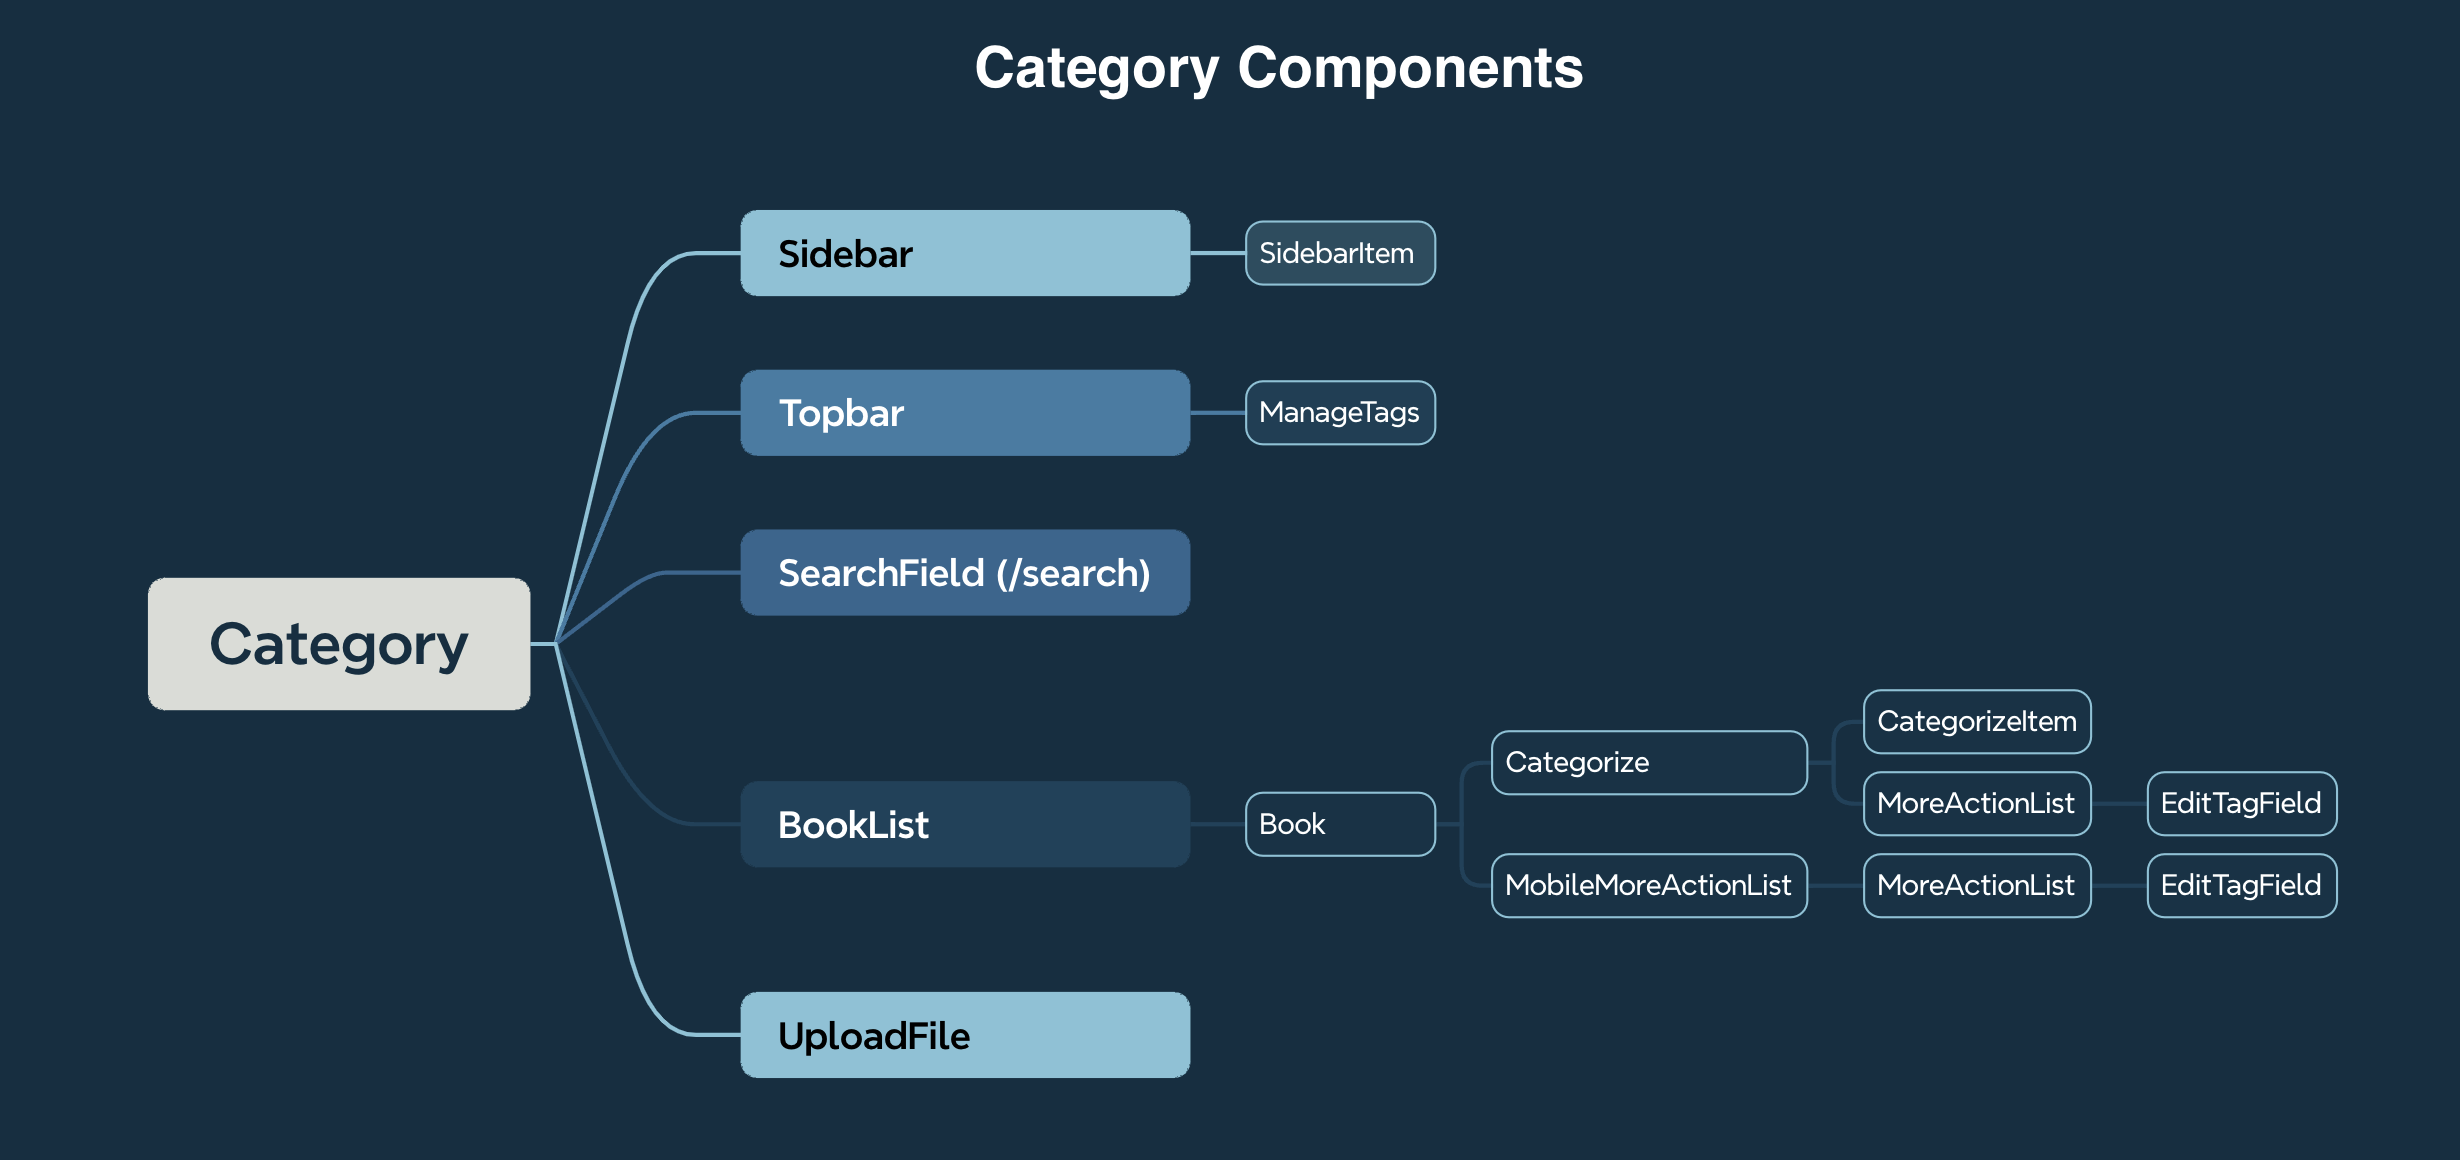 Category Components
Category
Sidebar
SidebarItem
Topbar
ManageTags
SearchField (/search)
BookList
Book
Categorize
CategorizeItem
MoreActionList
EditTagField
MobileMoreActionList
MoreActionList
EditTagField
UploadFile